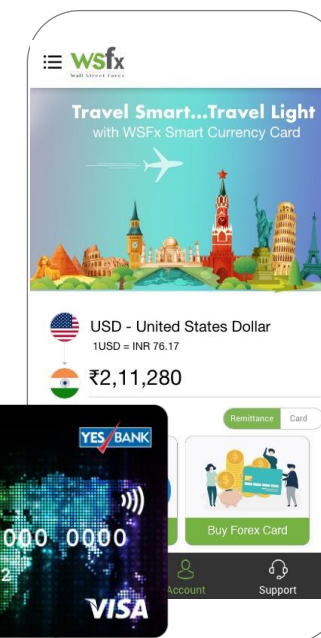 WSfx
Wall Street Forex
Travel Smart...Travel Light
with WSFx Smart Currency Card
USD - United States Dollar
1USD = INR 76.17
₹2,11,280
Remittance Card
YES BANK
Buy Forex Card
000 0000
2
VISA
Account Support